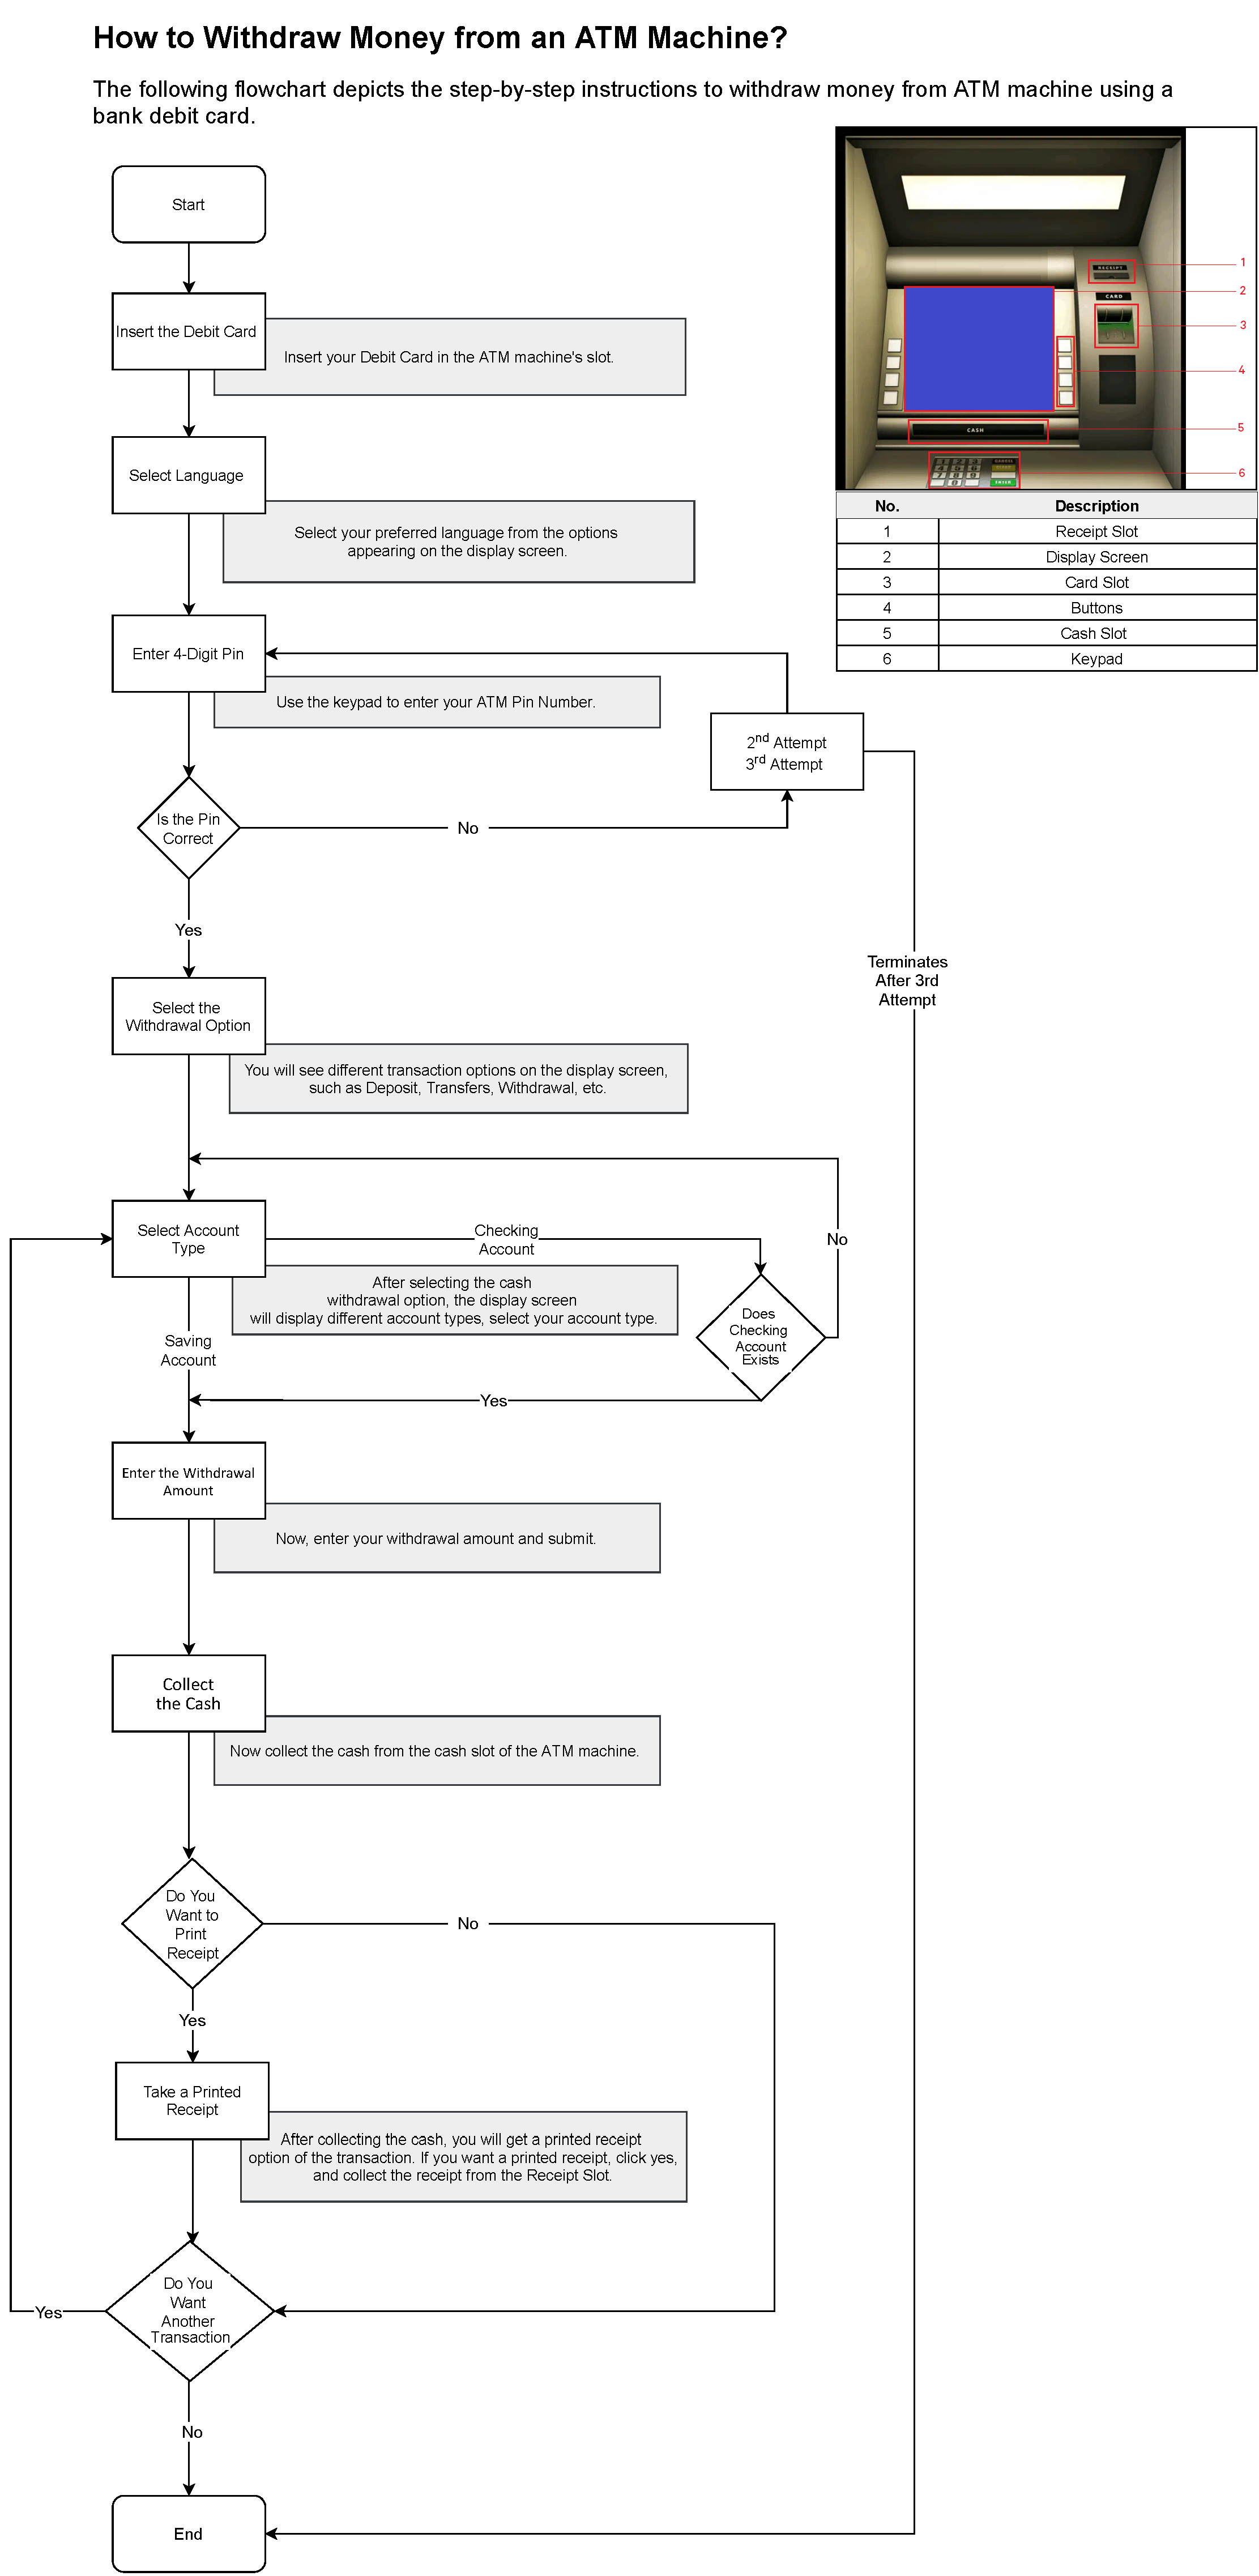 How to Withdraw Money from an ATM Machine?
The following flowchart depicts the step-by-step instructions to withdraw money from ATM machine using a
bank debit card.
Start
Insert the Debit Card
Insert your Debit Card in the ATM machine's slot.
RECEIPT
CARD
CASH
CANCEL
ENTER
1
2
3
4
5
6
No. Description
1 Receipt Slot
2 Display Screen
3 Card Slot
4 Buttons
5 Cash Slot
6 Keypad
Select Language
Select your preferred language from the options
appearing on the display screen.
Enter 4-Digit Pin
Use the keypad to enter your ATM Pin Number.
2nd Attempt
3rd Attempt
Is the Pin
Correct
No
Yes
Terminates
After 3rd
Attempt
Select the
Withdrawal Option
You will see different transaction options on the display screen,
such as Deposit, Transfers, Withdrawal, etc.
Select Account
Type
Checking
Account
No
After selecting the cash
withdrawal option, the display screen
will display different account types, select your account type.
Does
Checking
Account
Exists
Saving
Account
Yes
Enter the Withdrawal
Amount
Now, enter your withdrawal amount and submit.
Collect
the Cash
Now collect the cash from the cash slot of the ATM machine.
Do You
Want to
Print
Receipt
No
Yes
Take a Printed
Receipt
After collecting the cash, you will get a printed receipt
option of the transaction. If you want a printed receipt, click yes,
and collect the receipt from the Receipt Slot.
Do You
Want
Another
Transaction
Yes
No
End